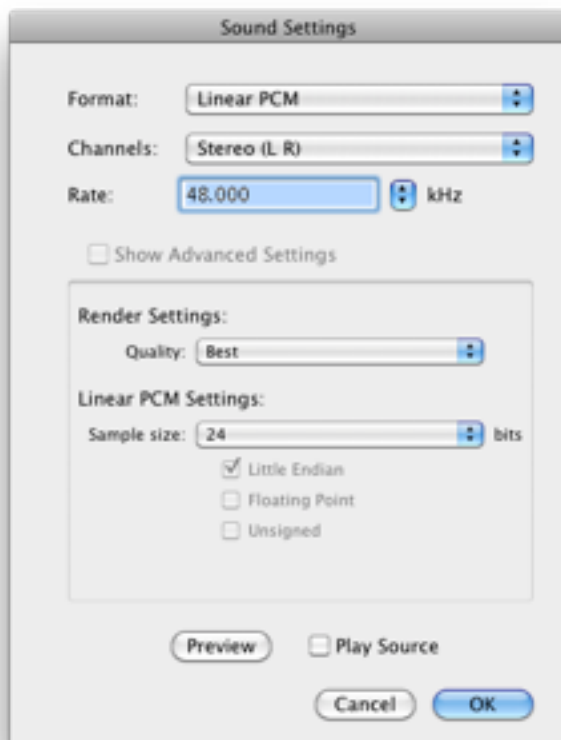 Sound Settings
Format: Linear PCM
Channels: Stereo (L R)
Rate: 48.000 kHz
Show Advanced Settings
Render Settings:
Quality: Best
Linear PCM Settings:
Sample size: 24 bits
Little Endian
Floating Point
Unsigned
Preview Play Source
Cancel OK